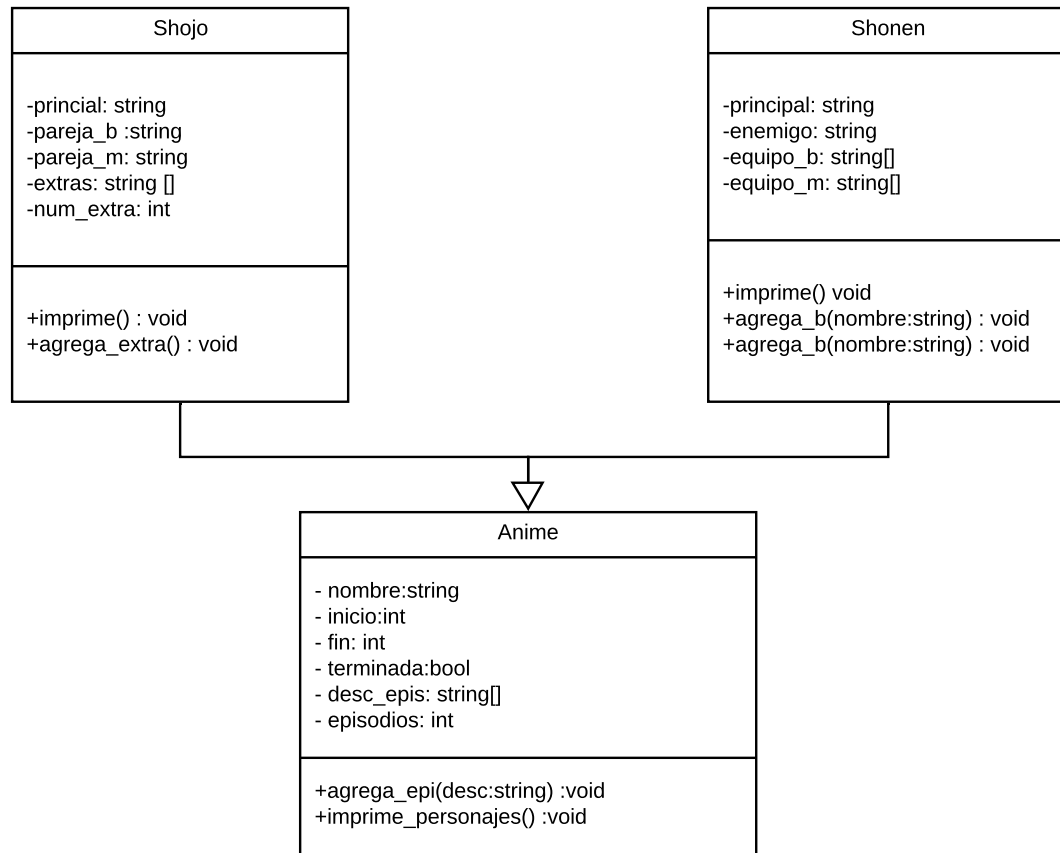 Shojo
-princial: string
-pareja_b :string
-pareja_m: string
-extras: string []
-num_extra: int
+imprime() : void
+agrega_extra() : void
Shonen
-principal: string
-enemigo: string
-equipo_b: string[]
-equipo_m: string[]
+imprime() void
+agrega_b(nombre:string) : void
+agrega_b(nombre:string) : void
Anime
- nombre:string
- inicio:int
- fin: int
- terminada:bool
- desc_epis: string[]
- episodios: int
+agrega_epi(desc:string) :void
+imprime_personajes() :void